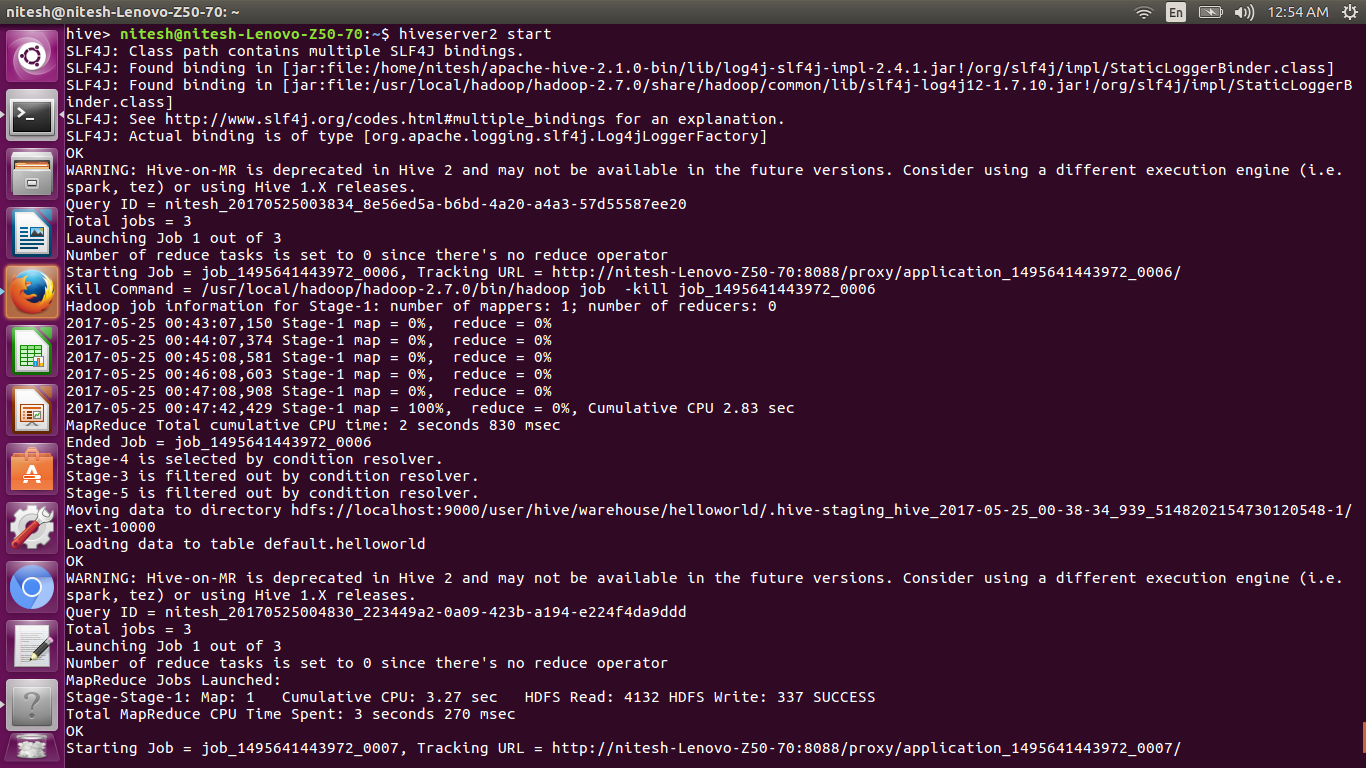 nitesh@nitesh-Lenovo-Z50-70: ~
En
12:54 AM
hive> nitesh@nitesh-Lenovo-Z50-70:~$ hiveserver2 start
SLF4J: Class path contains multiple SLF4J bindings.
SLF4J: Found binding in [jar:file:/home/nitesh/apache-hive-2.1.0-bin/lib/log4j-slf4j-impl-2.4.1.jar!/org/slf4j/impl/StaticLoggerBinder.class]
SLF4J: Found binding in [jar:file:/usr/local/hadoop/hadoop-2.7.0/share/hadoop/common/lib/slf4j-log4j12-1.7.10.jar!/org/slf4j/impl/StaticLoggerB
inder.class]
SLF4J: See http://www.slf4j.org/codes.html#multiple_bindings for an explanation.
SLF4J: Actual binding is of type [org.apache.logging.slf4j.Log4jLoggerFactory]
OK
WARNING: Hive-on-MR is deprecated in Hive 2 and may not be available in the future versions. Consider using a different execution engine (i.e.
spark, tez) or using Hive 1.X releases.
Query ID = nitesh_20170525003834_8e56ed5a-b6bd-4a20-a4a3-57d55587ee20
Total jobs = 3
Launching Job 1 out of 3
Number of reduce tasks is set to 0 since there's no reduce operator
Starting Job = job_1495641443972_0006, Tracking URL = http://nitesh-Lenovo-Z50-70:8088/proxy/application_1495641443972_0006/
Kill Command = /usr/local/hadoop/hadoop-2.7.0/bin/hadoop job  -kill job_1495641443972_0006
Hadoop job information for Stage-1: number of mappers: 1; number of reducers: 0
2017-05-25 00:43:07,150 Stage-1 map = 0%,  reduce = 0%
2017-05-25 00:44:07,374 Stage-1 map = 0%,  reduce = 0%
2017-05-25 00:45:08,581 Stage-1 map = 0%,  reduce = 0%
2017-05-25 00:46:08,603 Stage-1 map = 0%,  reduce = 0%
2017-05-25 00:47:08,908 Stage-1 map = 0%,  reduce = 0%
2017-05-25 00:47:42,429 Stage-1 map = 100%,  reduce = 0%, Cumulative CPU 2.83 sec
MapReduce Total cumulative CPU time: 2 seconds 830 msec
Ended Job = job_1495641443972_0006
Stage-4 is selected by condition resolver.
Stage-3 is filtered out by condition resolver.
Stage-5 is filtered out by condition resolver.
Moving data to directory hdfs://localhost:9000/user/hive/warehouse/helloworld/.hive-staging_hive_2017-05-25_00-38-34_939_5148202154730120548-1/
-ext-10000
Loading data to table default.helloworld
OK
WARNING: Hive-on-MR is deprecated in Hive 2 and may not be available in the future versions. Consider using a different execution engine (i.e.
spark, tez) or using Hive 1.X releases.
Query ID = nitesh_20170525004830_223449a2-0a09-423b-a194-e224f4da9ddd
Total jobs = 3
Launching Job 1 out of 3
Number of reduce tasks is set to 0 since there's no reduce operator
MapReduce Jobs Launched:
Stage-Stage-1: Map: 1   Cumulative CPU: 3.27 sec   HDFS Read: 4132 HDFS Write: 337 SUCCESS
Total MapReduce CPU Time Spent: 3 seconds 270 msec
OK
Starting Job = job_1495641443972_0007, Tracking URL = http://nitesh-Lenovo-Z50-70:8088/proxy/application_1495641443972_0007/